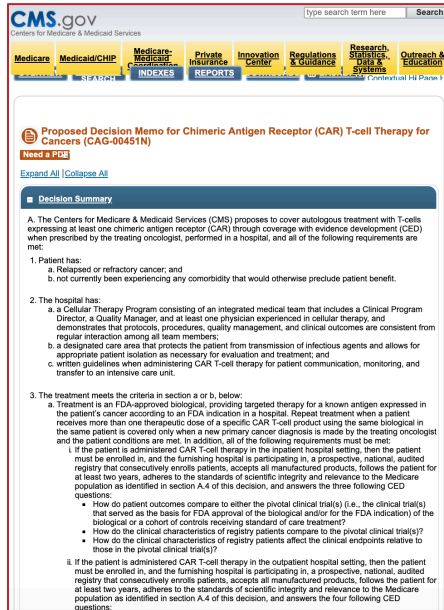 CMS.gov
type search term here
Search
Centers for Medicare & Medicaid Services
Medicare
Medicaid/CHIP
Medicare-Medicaid Coordination
Private Insurance
Innovation Center
Regulations & Guidance
Research, Statistics, Data & Systems
Outreach & Education
SEARCH
INDEXES
REPORTS
Contextual Hi
Page
Proposed Decision Memo for Chimeric Antigen Receptor (CAR) T-cell Therapy for
Cancers (CAG-00451N)
Need a PDF
Expand All | Collapse All
Decision Summary
A. The Centers for Medicare & Medicaid Services (CMS) proposes to cover autologous treatment with T-cells
expressing at least one chimeric antigen receptor (CAR) through coverage with evidence development (CED)
when prescribed by the treating oncologist, performed in a hospital, and all of the following requirements are
met:
1. Patient has:
a. Relapsed or refractory cancer; and
b. not currently been experiencing any comorbidity that would otherwise preclude patient benefit.
2. The hospital has:
a. a Cellular Therapy Program consisting of an integrated medical team that includes a Clinical Program
Director, a Quality Manager, and at least one physician experienced in cellular therapy, and
demonstrates that protocols, procedures, quality management, and clinical outcomes are consistent from
regular interaction among all team members;
b. a designated care area that protects the patient from transmission of infectious agents and allows for
appropriate patient isolation as necessary for evaluation and treatment; and
c. written guidelines when administering CAR T-cell therapy for patient communication, monitoring, and
transfer to an intensive care unit.
3. The treatment meets the criteria in section a or b, below:
a. Treatment is an FDA-approved biological, providing targeted therapy for a known antigen expressed in
the patient's cancer according to an FDA indication in a hospital. Repeat treatment when a patient
receives more than one therapeutic dose of a specific CAR T-cell product using the same biological in
the same patient is covered only when a new primary cancer diagnosis is made by the treating oncologist
and the patient conditions are met. In addition, all of the following requirements must be met:
i. If the patient is administered CAR T-cell therapy in the inpatient hospital setting, then the patient
must be enrolled in, and the furnishing hospital is participating in, a prospective, national, audited
registry that consecutively enrolls patients, accepts all manufactured products, follows the patient for
at least two years, adheres to the standards of scientific integrity and relevance to the Medicare
population as identified in section A.4 of this decision, and answers the three following CED
questions:
▪ How do patient outcomes compare to either the pivotal clinical trial(s) (i.e., the clinical trial(s)
that served as the basis for FDA approval of the biological and/or for the FDA indication) of the
biological or a cohort of controls receiving standard of care treatment?
▪ How do the clinical characteristics of registry patients compare to the pivotal clinical trial(s)?
▪ How do the clinical characteristics of registry patients affect the clinical endpoints relative to
those in the pivotal clinical trial(s)?
ii. If the patient is administered CAR T-cell therapy in the outpatient hospital setting, then the patient
must be enrolled in, and the furnishing hospital is participating in, a prospective, national, audited
registry that consecutively enrolls patients, accepts all manufactured products, follows the patient for
at least two years, adheres to the standards of scientific integrity and relevance to the Medicare
population as identified in section A.4 of this decision, and answers the four following CED
questions: